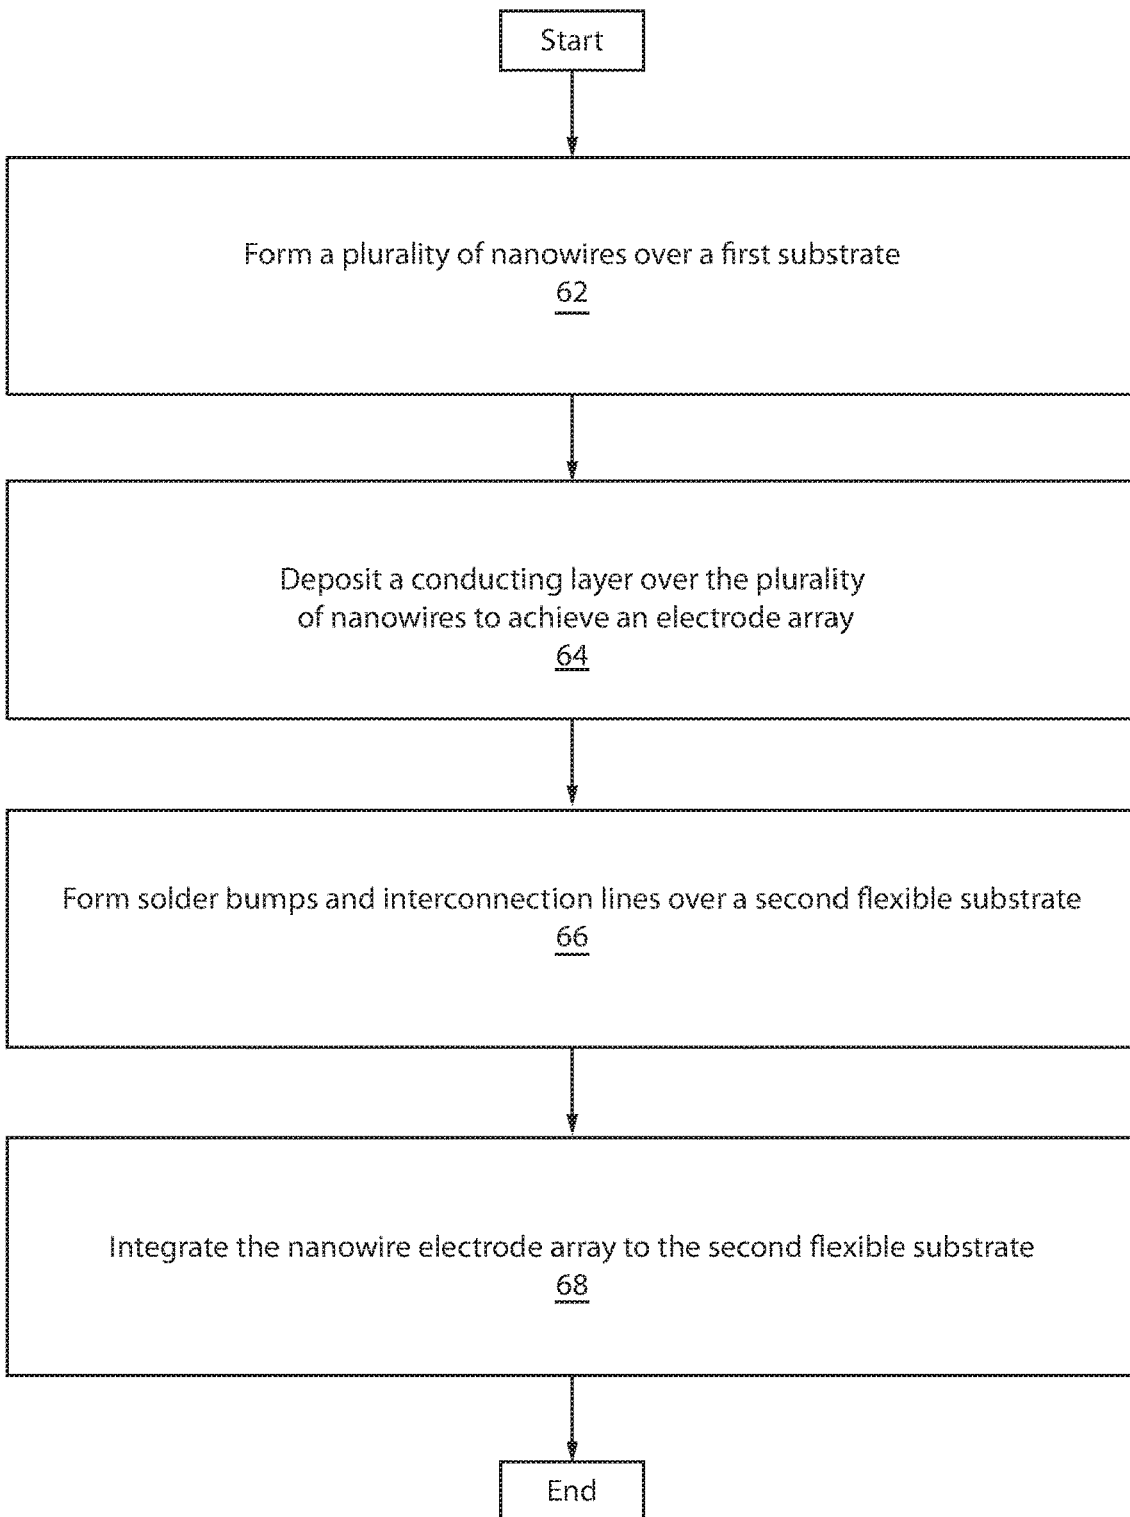 Start
Form a plurality of nanowires over a first substrate
62
Deposit a conducting layer over the plurality
of nanowires to achieve an electrode array
64
Form solder bumps and interconnection lines over a second flexible substrate
66
Integrate the nanowire electrode array to the second flexible substrate
68
End